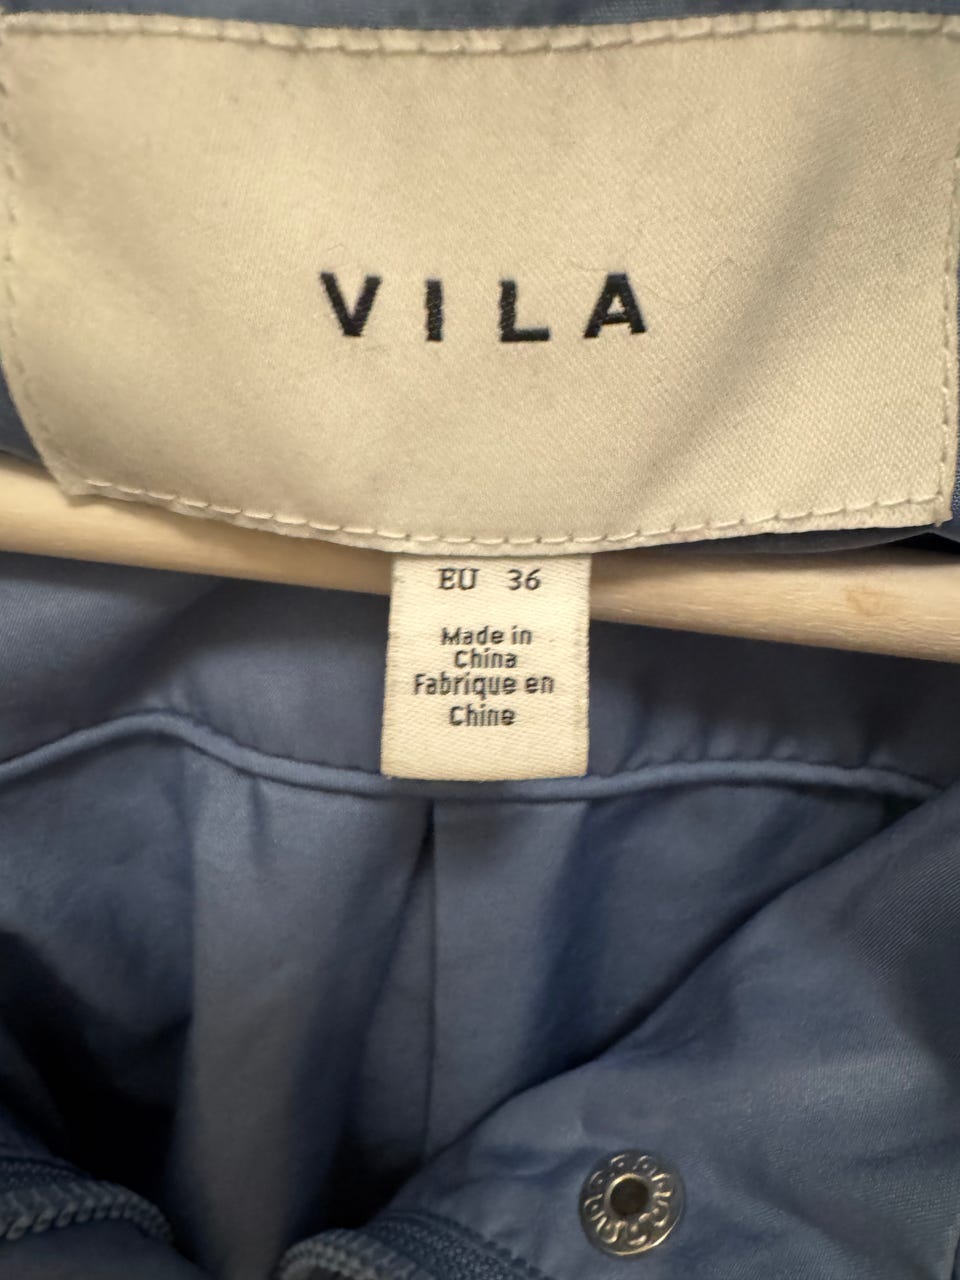 VILA
EU 36
Made in
China
Fabrique en
Chine